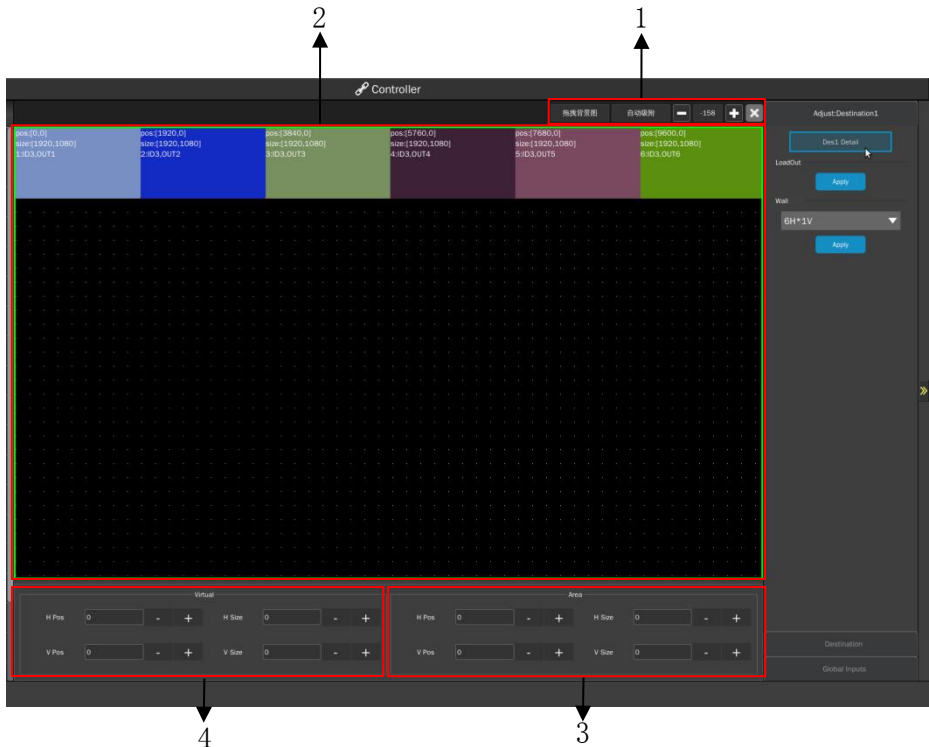 2
1
Controller
拖拽背景图 自动吸附 -158
Adjust:Destination1
pos:[0,0]
size:[1920,1080]
1:ID3,OUT1
pos:[1920,0]
size:[1920,1080]
2:ID3,OUT2
pos:[3840,0]
size:[1920,1080]
3:ID3,OUT3
pos:[5760,0]
size:[1920,1080]
4:ID3,OUT4
pos:[7680,0]
size:[1920,1080]
5:ID3,OUT5
pos:[9600,0]
size:[1920,1080]
6:ID3,OUT6
Des1 Detail
LoadOut
Apply
Wall
6H*1V
Apply
Virtual
H Pos 0 - + H Size 0 - +
V Pos 0 - + V Size 0 - +
Area
H Pos 0 - + H Size 0 - +
V Pos 0 - + V Size 0 - +
Destination
Global Inputs
4
3